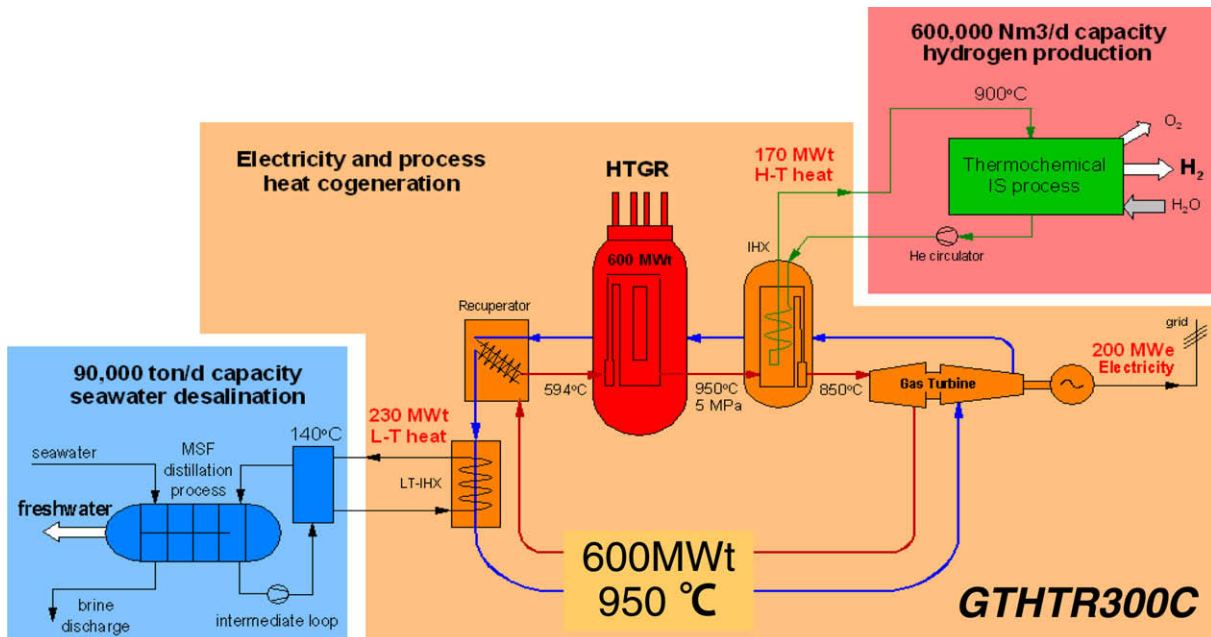 600,000 Nm3/d capacity
hydrogen production
900°C
O₂
Thermochemical
IS process
H₂
H₂O
He circulator
Electricity and process
heat cogeneration
HTGR
170 MWt
H-T heat
600 MWt
IHX
Recuperator
594°C
950°C
5 MPa
850°C
Gas Turbine
grid
200 MWe
Electricity
90,000 ton/d capacity
seawater desalination
230 MWt
L-T heat
140°C
seawater
MSF
distillation
process
LT-IHX
freshwater
brine
discharge
intermediate loop
600MWt
950 ℃
GTHTR300C